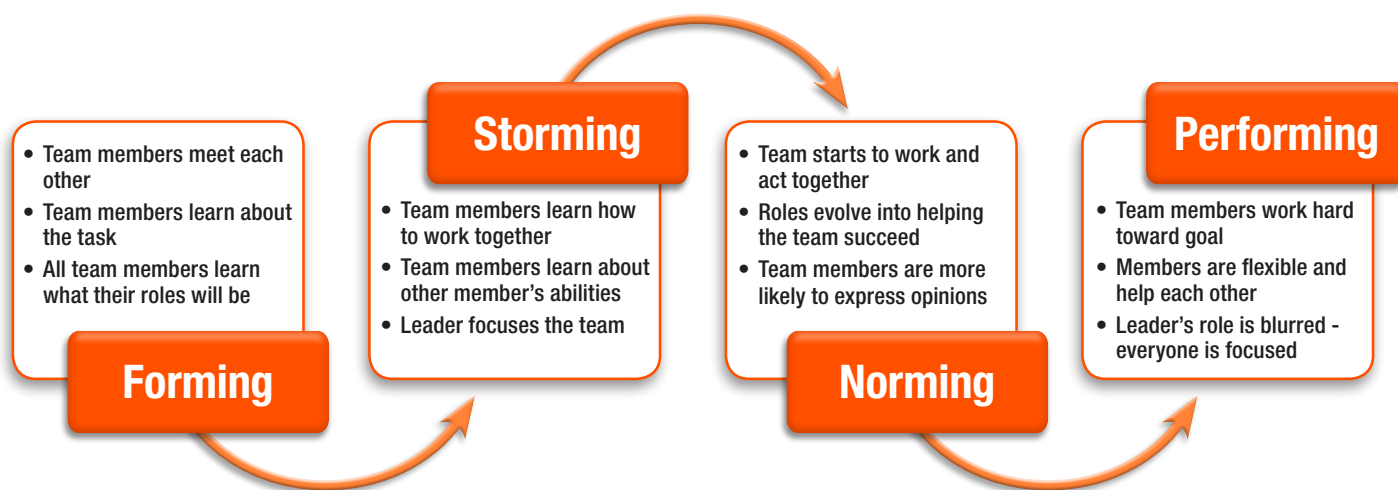 • Team members meet each
other
• Team members learn about
the task
• All team members learn
what their roles will be
Forming
Storming
• Team members learn how
to work together
• Team members learn about
other member’s abilities
• Leader focuses the team
• Team starts to work and
act together
• Roles evolve into helping
the team succeed
• Team members are more
likely to express opinions
Norming
Performing
• Team members work hard
toward goal
• Members are flexible and
help each other
• Leader’s role is blurred -
everyone is focused